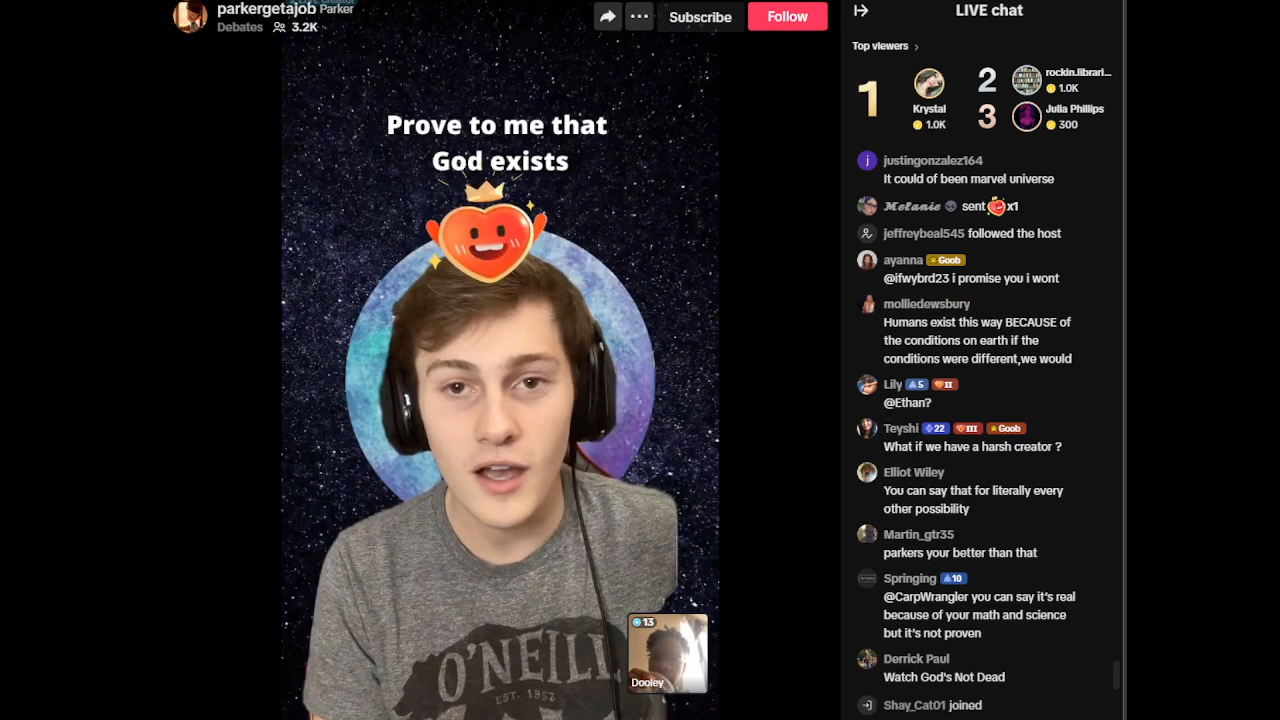 parkergetajob Parker
Debates 3.2K
Subscribe
Follow
Prove to me that
God exists
O'NEILL
EST. 1952
13
Dooley
LIVE chat
Top viewers
1
Krystal
1.0K
2
rockin.librari...
1.0K
3
Julia Phillips
300
j
justingonzalez164
It could of been marvel universe
Melanie sent x1
jeffreybeal545 followed the host
ayanna Goob
@ifwybrd23 i promise you i wont
molliedewsbury
Humans exist this way BECAUSE of
the conditions on earth if the
conditions were different,we would
Lily 5 II
@Ethan?
Teyshi 22 III Goob
What if we have a harsh creator ?
Elliot Wiley
You can say that for literally every
other possibility
Martin_gtr35
parkers your better than that
Springing 10
@CarpWrangler you can say it's real
because of your math and science
but it's not proven
Derrick Paul
Watch God's Not Dead
Shay_Cat01 joined